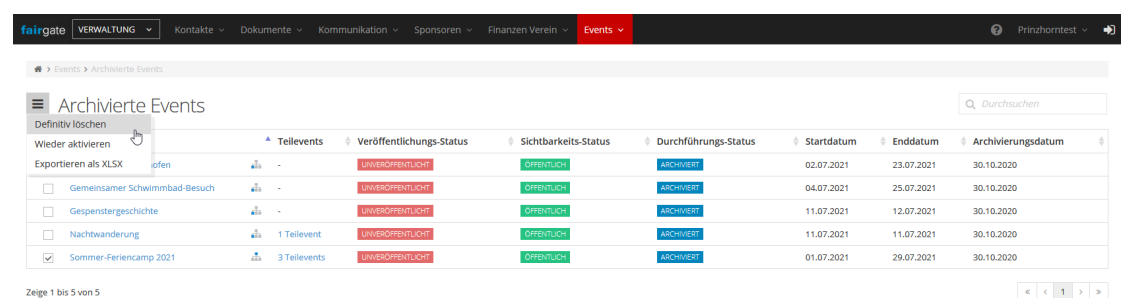 fairgate VERWALTUNG Kontakte Dokumente Kommunikation Sponsoren Finanzen Verein Events Prinzhorntest
Events > Archivierte Events
Archivierte Events Durchsuchen
Definitiv löschen
Wieder aktivieren
Exportieren als XLSX
Teilevents Veröffentlichungs-Status Sichtbarkeits-Status Durchführungs-Status Startdatum Enddatum Archivierungsdatum
ofen - UNVERÖFFENTLICHT ÖFFENTLICH ARCHIVIERT 02.07.2021 23.07.2021 30.10.2020
Gemeinsamer Schwimmbad-Besuch - UNVERÖFFENTLICHT ÖFFENTLICH ARCHIVIERT 04.07.2021 25.07.2021 30.10.2020
Gespenstergeschichte - UNVERÖFFENTLICHT ÖFFENTLICH ARCHIVIERT 11.07.2021 12.07.2021 30.10.2020
Nachtwanderung 1 Teilevent UNVERÖFFENTLICHT ÖFFENTLICH ARCHIVIERT 11.07.2021 11.07.2021 30.10.2020
Sommer-Feriencamp 2021 3 Teilevents UNVERÖFFENTLICHT ÖFFENTLICH ARCHIVIERT 01.07.2021 29.07.2021 30.10.2020
Zeige 1 bis 5 von 5 « < 1 > »